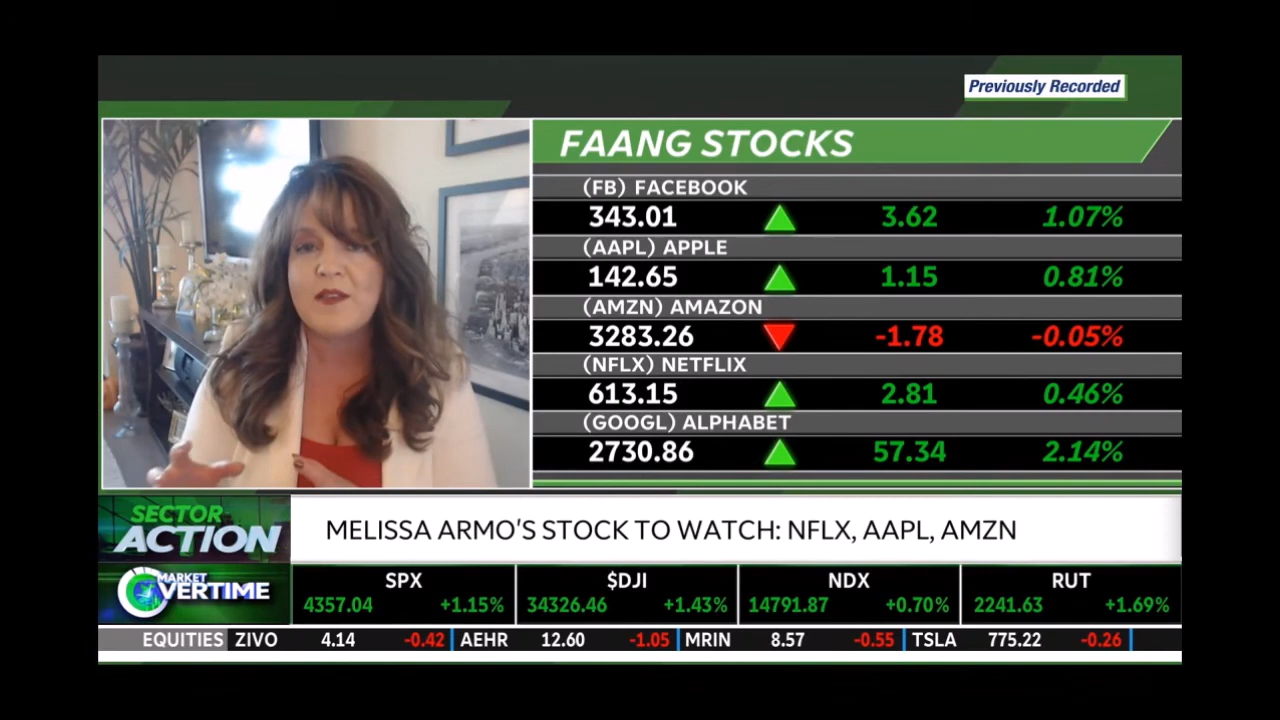 Previously Recorded
FAANG STOCKS
(FB) FACEBOOK
343.01 3.62 1.07%
(AAPL) APPLE
142.65 1.15 0.81%
(AMZN) AMAZON
3283.26 -1.78 -0.05%
(NFLX) NETFLIX
613.15 2.81 0.46%
(GOOGL) ALPHABET
2730.86 57.34 2.14%
SECTOR
ACTION
MELISSA ARMO'S STOCK TO WATCH: NFLX, AAPL, AMZN
MARKET
OVERTIME
SPX $DJI NDX RUT
4357.04 +1.15% 34326.46 +1.43% 14791.87 +0.70% 2241.63 +1.69%
EQUITIES ZIVO 4.14 -0.42 AEHR 12.60 -1.05 MRIN 8.57 -0.55 TSLA 775.22 -0.26